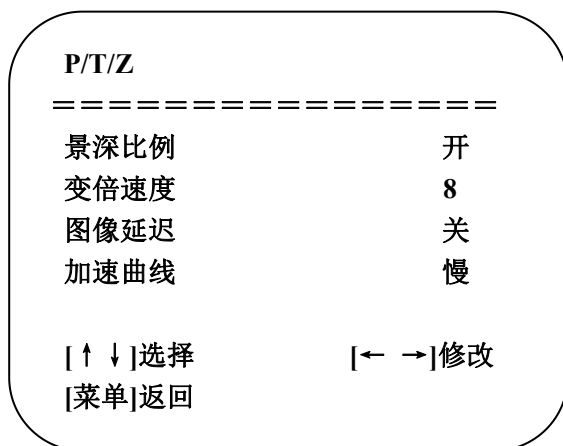 P/T/Z
=================
景深比例 开
变倍速度 8
图像延迟 关
加速曲线 慢
[↑ ↓]选择 [← →]修改
[菜单]返回